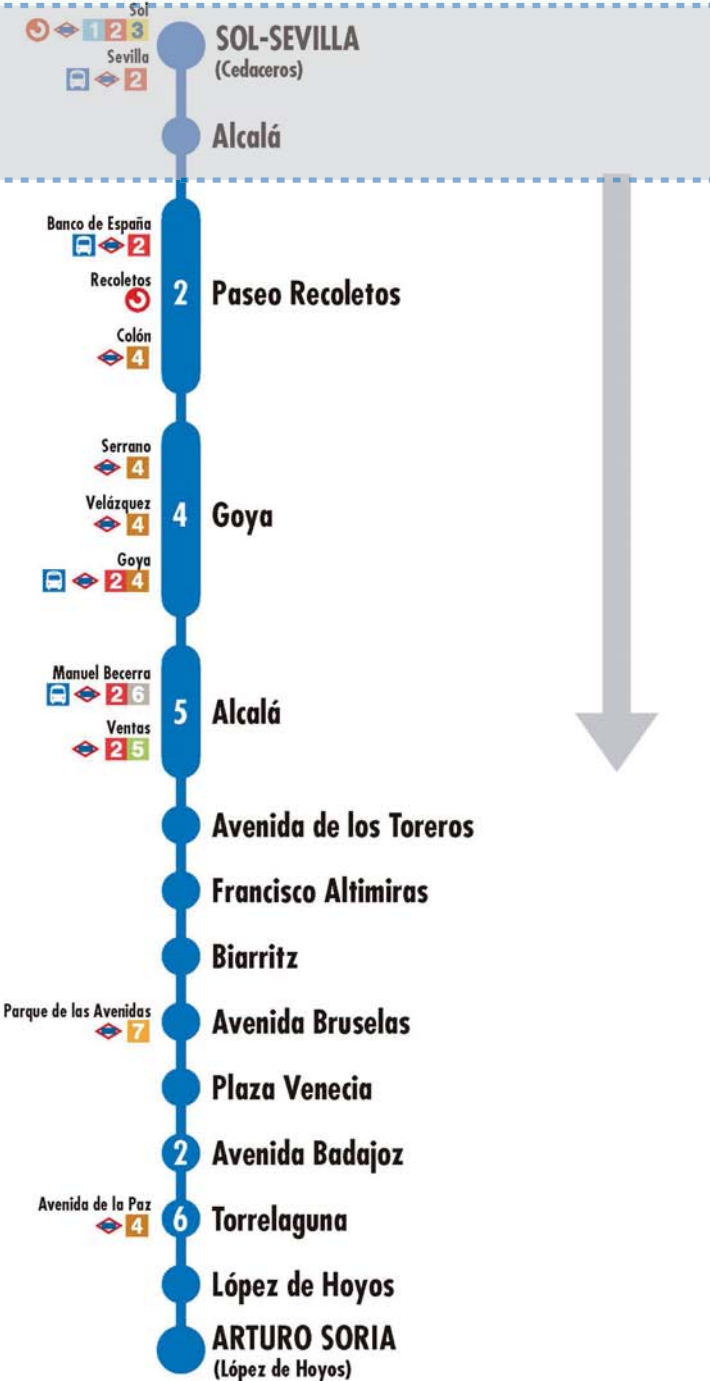 Sol
1 2 3
SOL-SEVILLA
(Cedaceros)
Sevilla
2
Alcalá
Banco de España
2
Recoletos
2
Paseo Recoletos
Colón
4
Serrano
4
Velázquez
4
4
Goya
Goya
2 4
Manuel Becerra
2 6
5
Alcalá
Ventas
2 5
Avenida de los Toreros
Francisco Altimiras
Biarritz
Parque de las Avenidas
7
Avenida Bruselas
Plaza Venecia
2
Avenida Badajoz
Avenida de la Paz
4
6
Torrelaguna
López de Hoyos
ARTURO SORIA
(López de Hoyos)